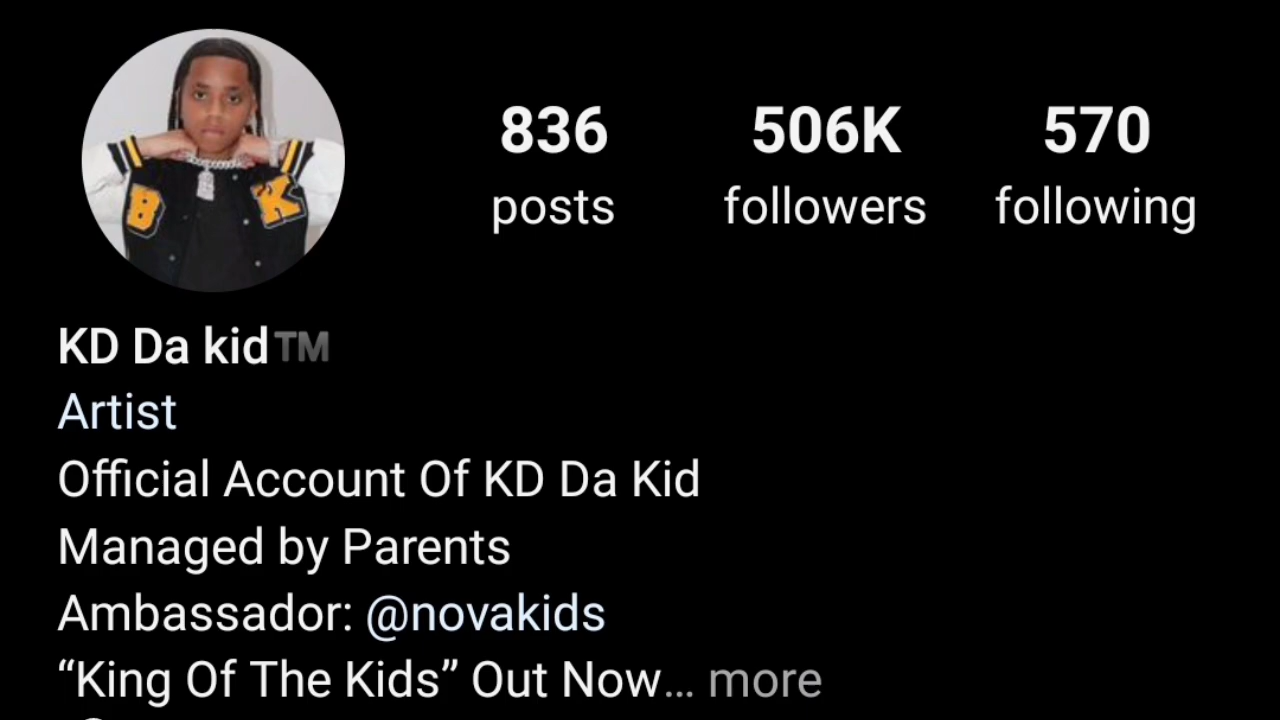 B K
836 506K 570
posts followers following
KD Da kid™
Artist
Official Account Of KD Da Kid
Managed by Parents
Ambassador: @novakids
“King Of The Kids” Out Now... more